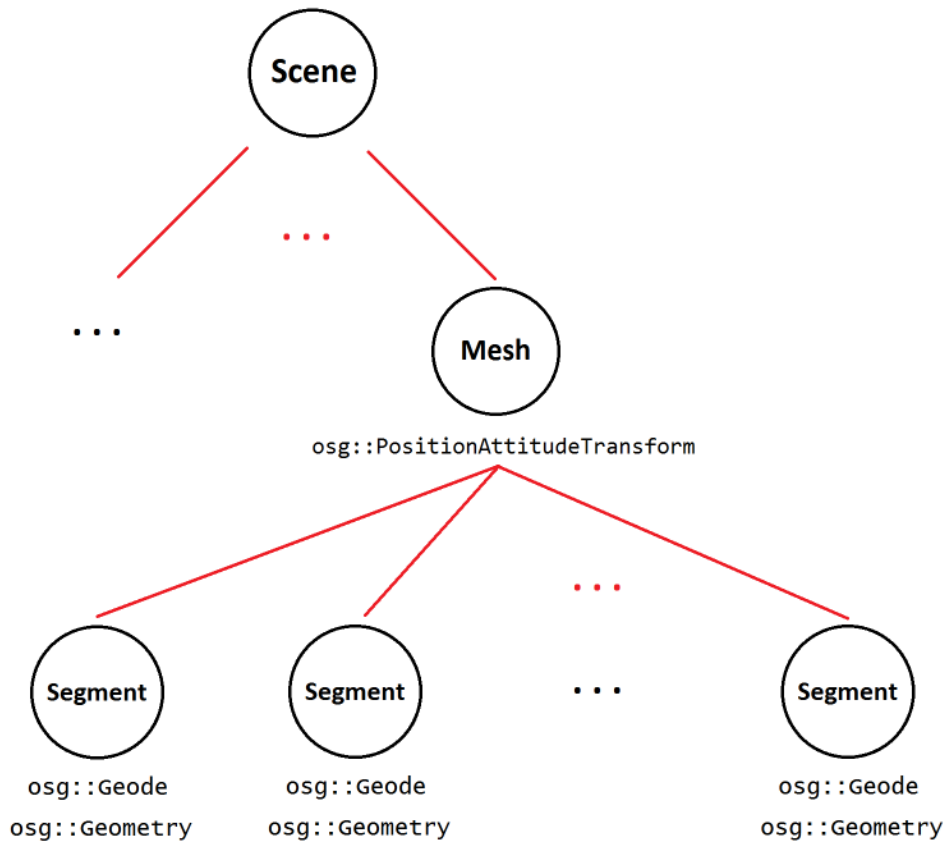 Scene
...
...
Mesh
osg::PositionAttitudeTransform
...
Segment
Segment
...
Segment
osg::Geode
osg::Geode
osg::Geode
osg::Geometry
osg::Geometry
osg::Geometry